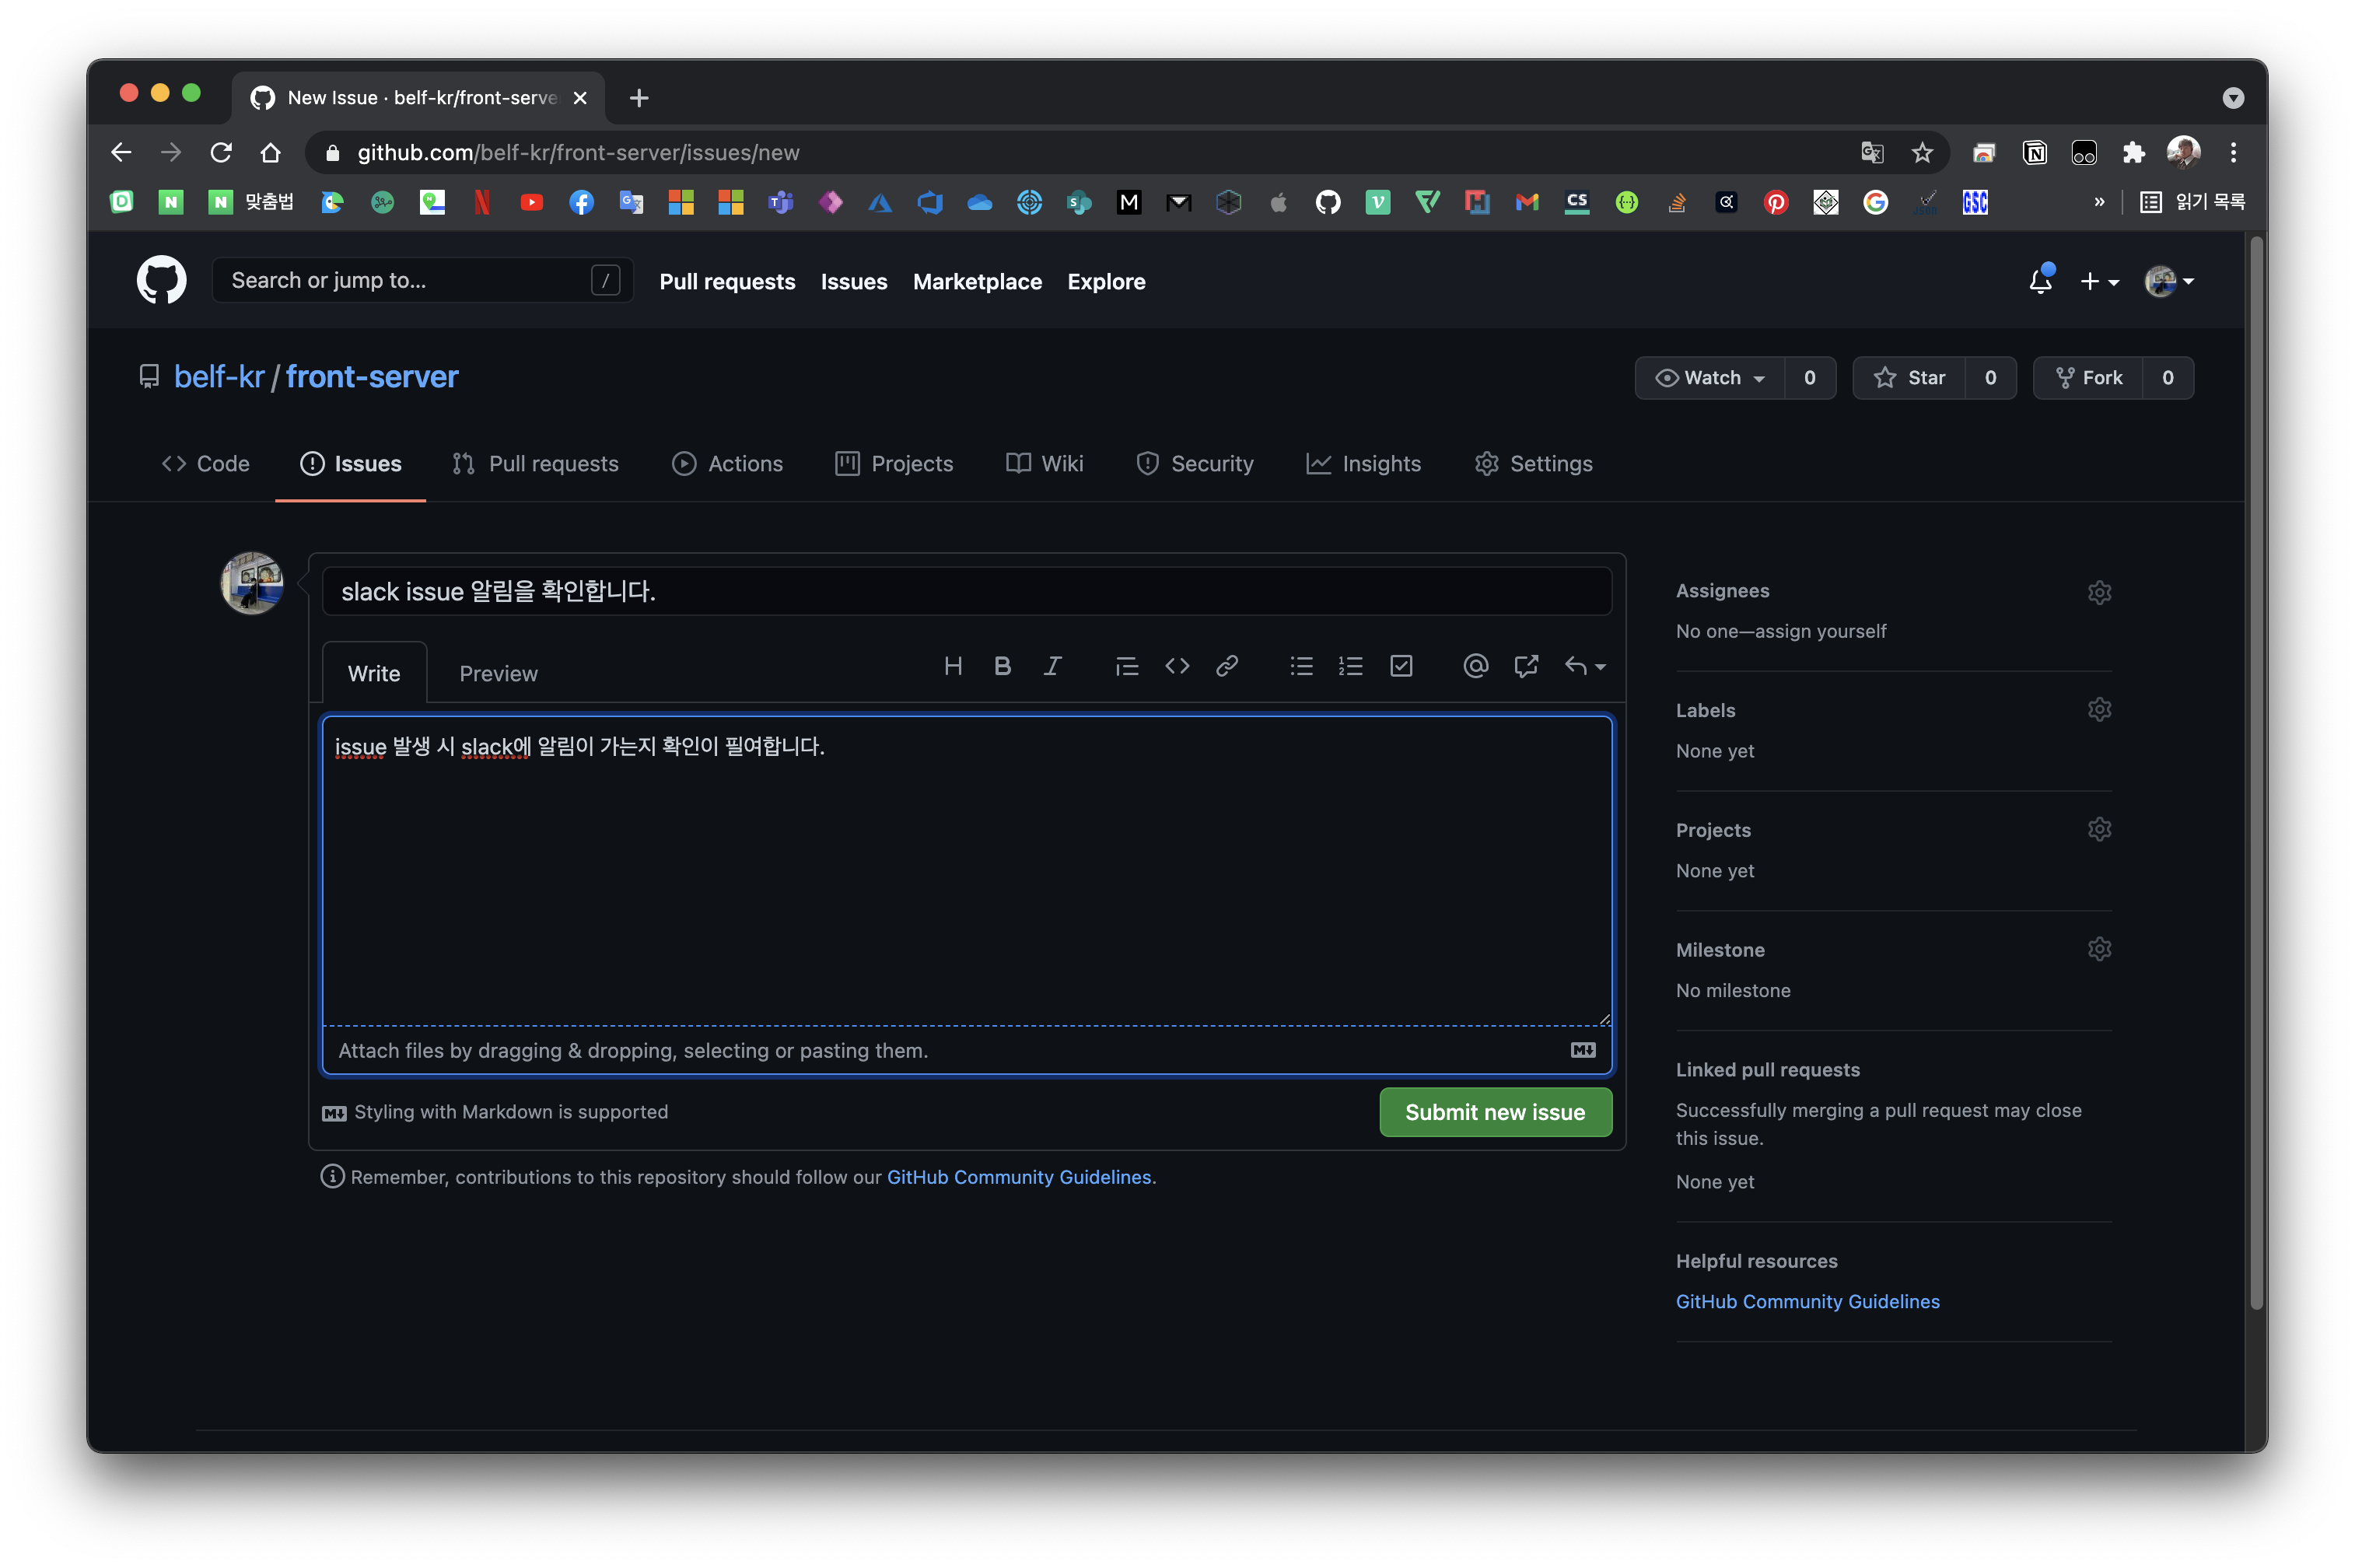 New Issue · belf-kr/front-serve
github.com/belf-kr/front-server/issues/new
맞춤법
읽기 목록
Search or jump to...
/
Pull requests
Issues
Marketplace
Explore
belf-kr / front-server
Watch 0
Star 0
Fork 0
Code
Issues
Pull requests
Actions
Projects
Wiki
Security
Insights
Settings
slack issue 알림을 확인합니다.
Write
Preview
issue 발생 시 slack에 알림이 가는지 확인이 필여합니다.
Attach files by dragging & dropping, selecting or pasting them.
Styling with Markdown is supported
Submit new issue
Remember, contributions to this repository should follow our GitHub Community Guidelines.
Assignees
No one—assign yourself
Labels
None yet
Projects
None yet
Milestone
No milestone
Linked pull requests
Successfully merging a pull request may close
this issue.
None yet
Helpful resources
GitHub Community Guidelines